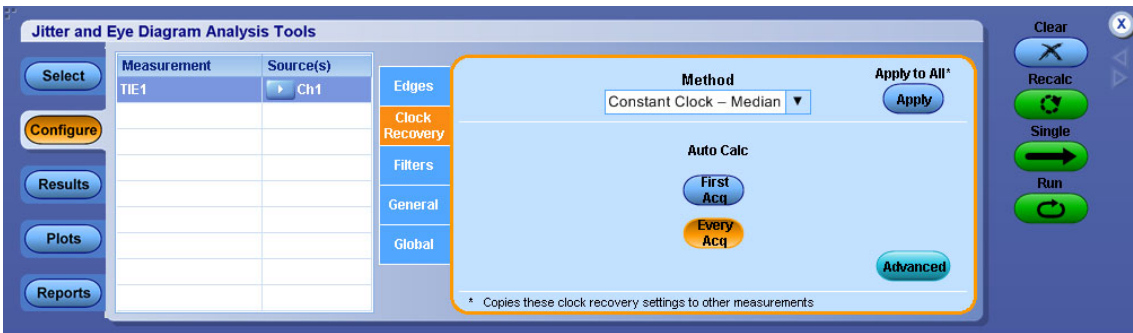 Jitter and Eye Diagram Analysis Tools
Select
Configure
Results
Plots
Reports
Measurement Source(s)
TIE1 Ch1
Edges
Clock
Recovery
Filters
General
Global
Method
Constant Clock – Median
Apply to All*
Apply
Auto Calc
First
Acq
Every
Acq
Advanced
* Copies these clock recovery settings to other measurements
Clear
X
Recalc
Single
Run